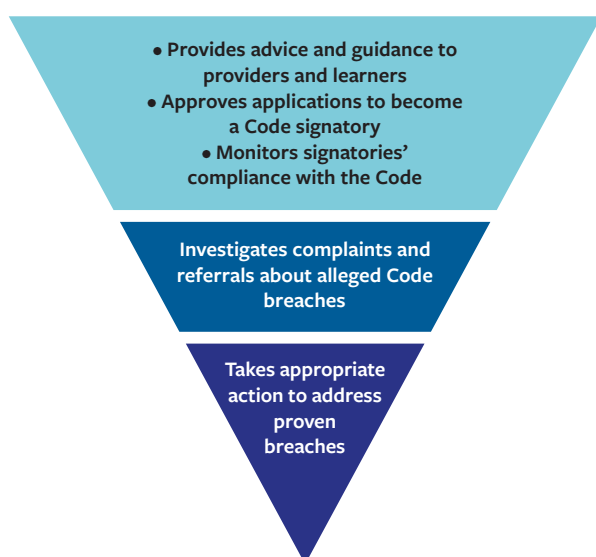 • Provides advice and guidance to
providers and learners
• Approves applications to become
a Code signatory
• Monitors signatories’
compliance with the Code
Investigates complaints and
referrals about alleged Code
breaches
Takes appropriate
action to address
proven
breaches